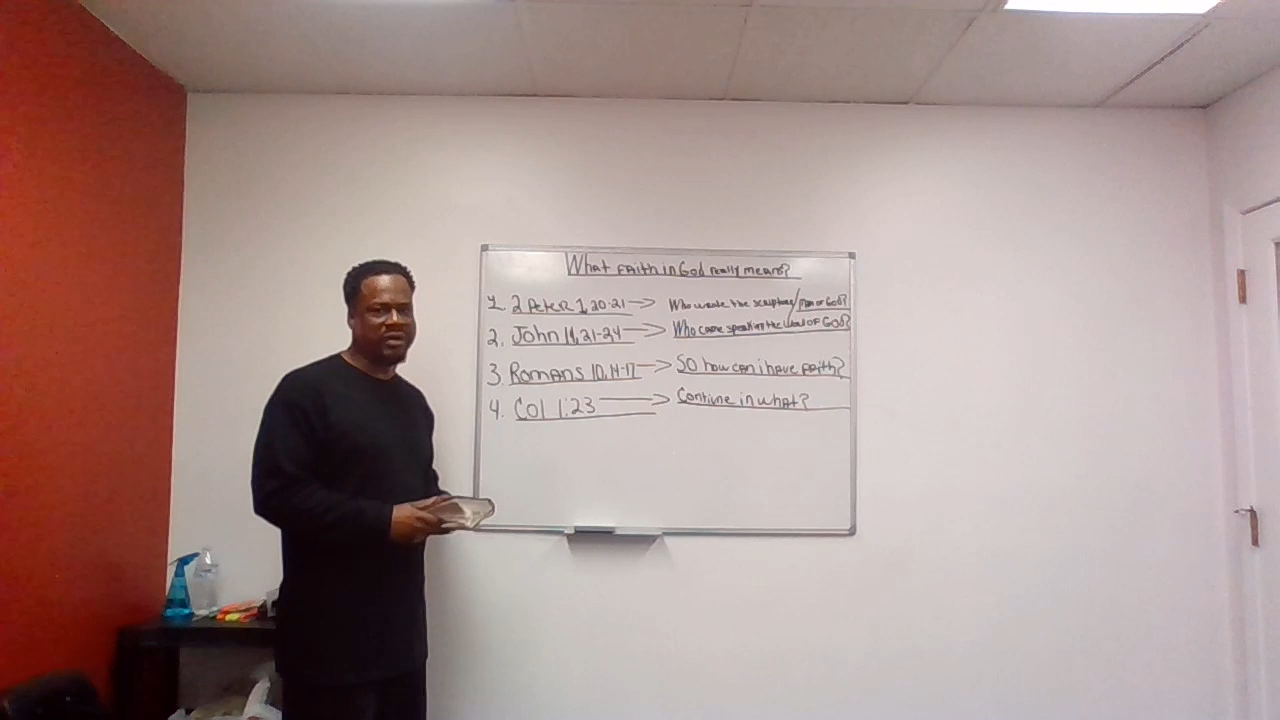 What faith in God really means?
1. 2 Peter 1,20-21 → Who wrote the scriptures/man or God?
2. John 14,21-24 → Who came speaking the word of God?
3. Romans 10,14-17 → So how can i have faith?
4. Col 1:23 → Continue in what?